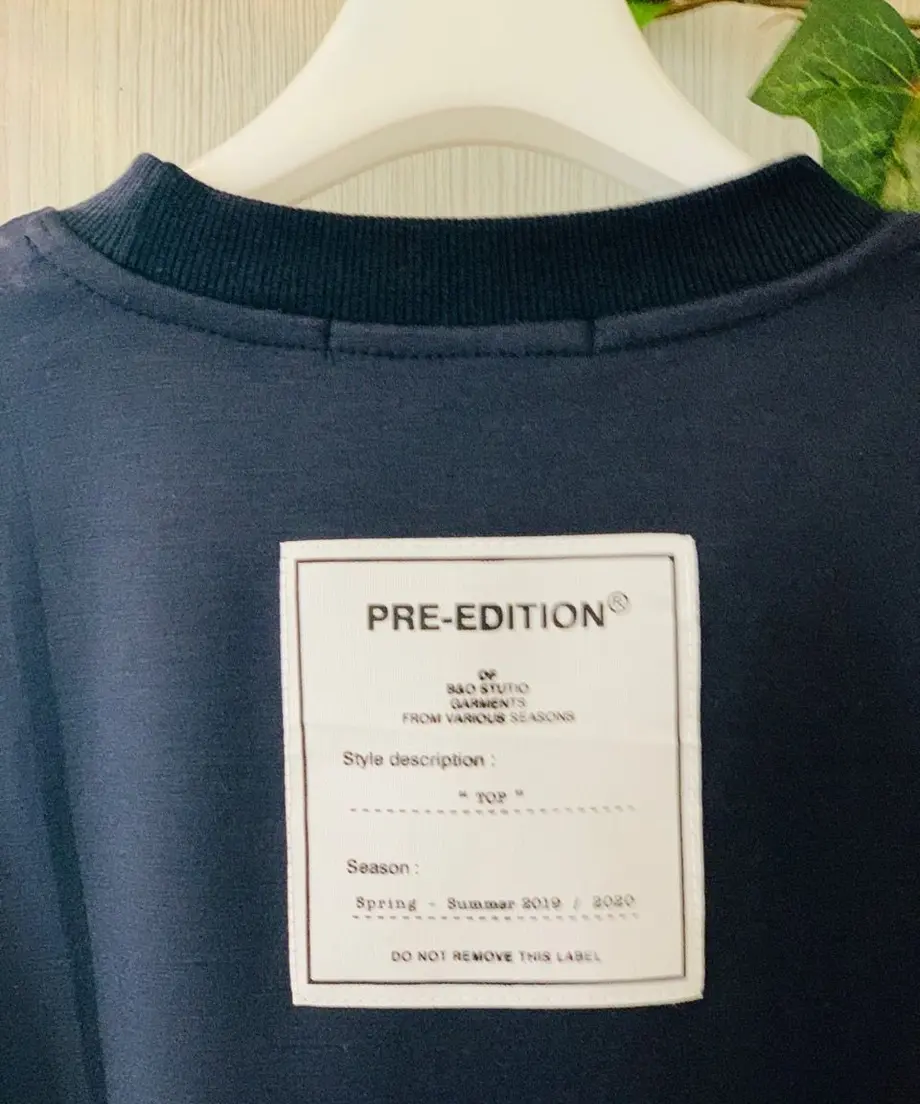 PRE-EDITION®
OF
B&O STUTIO
GARMENTS
FROM VARIOUS SEASONS
Style description :
" TOP "
Season :
Spring - Summer 2019 / 2020
DO NOT REMOVE THIS LABEL